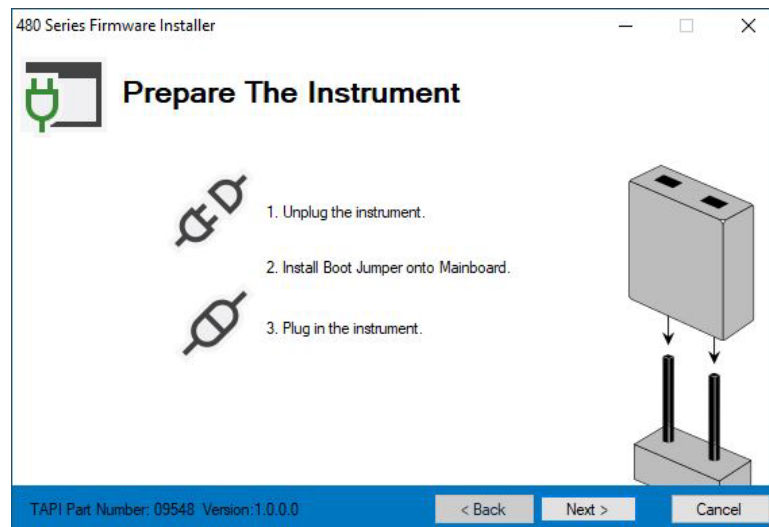 480 Series Firmware Installer
Prepare The Instrument
1. Unplug the instrument.
2. Install Boot Jumper onto Mainboard.
3. Plug in the instrument.
TAPI Part Number: 09548 Version:1.0.0.0
< Back
Next >
Cancel